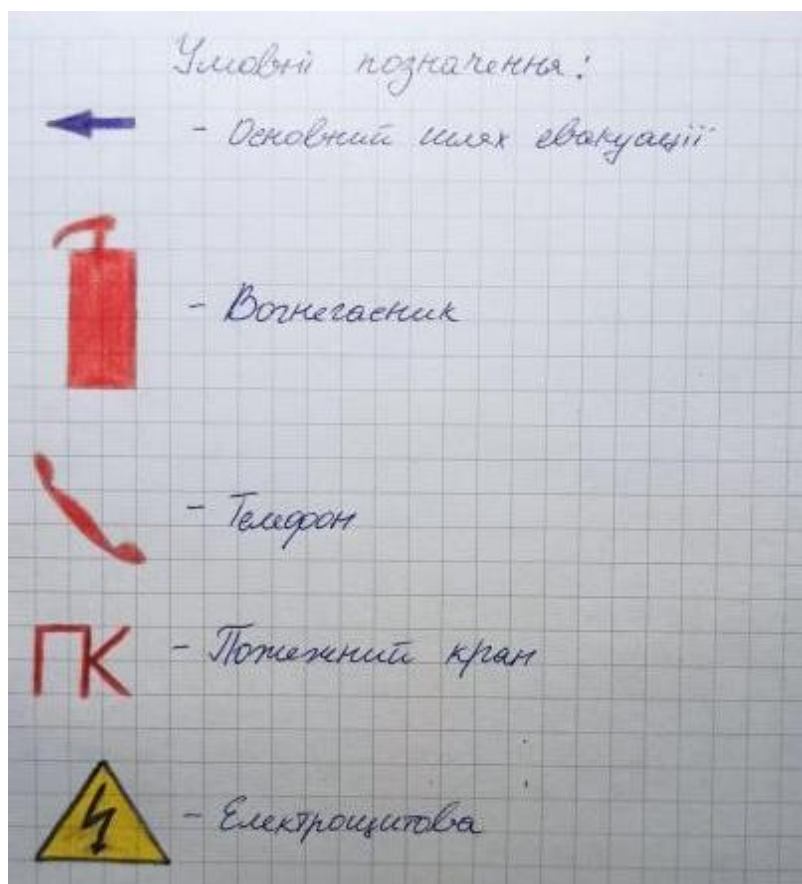 Умовні позначення:
- Основний шлях евакуації
- Вогнегасник
- Телефон
ПК - Пожежний кран
- Електрощитова